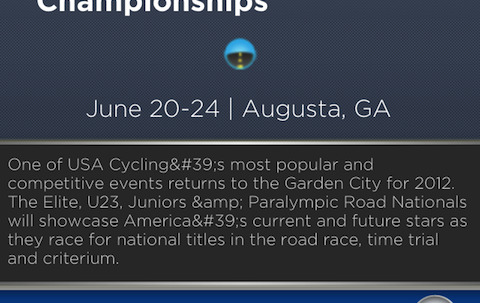 Championships
June 20-24 | Augusta, GA
One of USA Cycling&#39;s most popular and
competitive events returns to the Garden City for 2012.
The Elite, U23, Juniors &amp; Paralympic Road Nationals
will showcase America&#39;s current and future stars as
they race for national titles in the road race, time trial
and criterium.